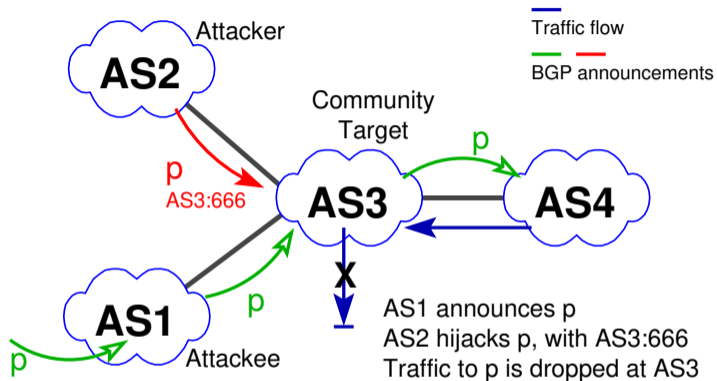 Attacker
AS2
Traffic flow
BGP announcements
Community
Target
p
p
AS3:666
AS3
AS4
X
p
AS1
p
Attackee
AS1 announces p
AS2 hijacks p, with AS3:666
Traffic to p is dropped at AS3